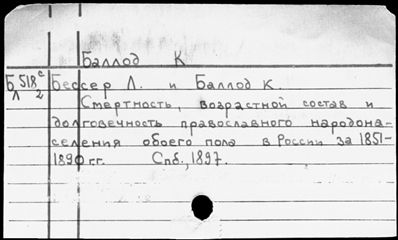 Баллод К
Б 518 с Бессер Л. и Баллод К.
Л 2 Смертность, возрастной состав и
долговечность православного народона-
селения обоего пола в России за 1851-
1890 г.г. Спб., 1897.